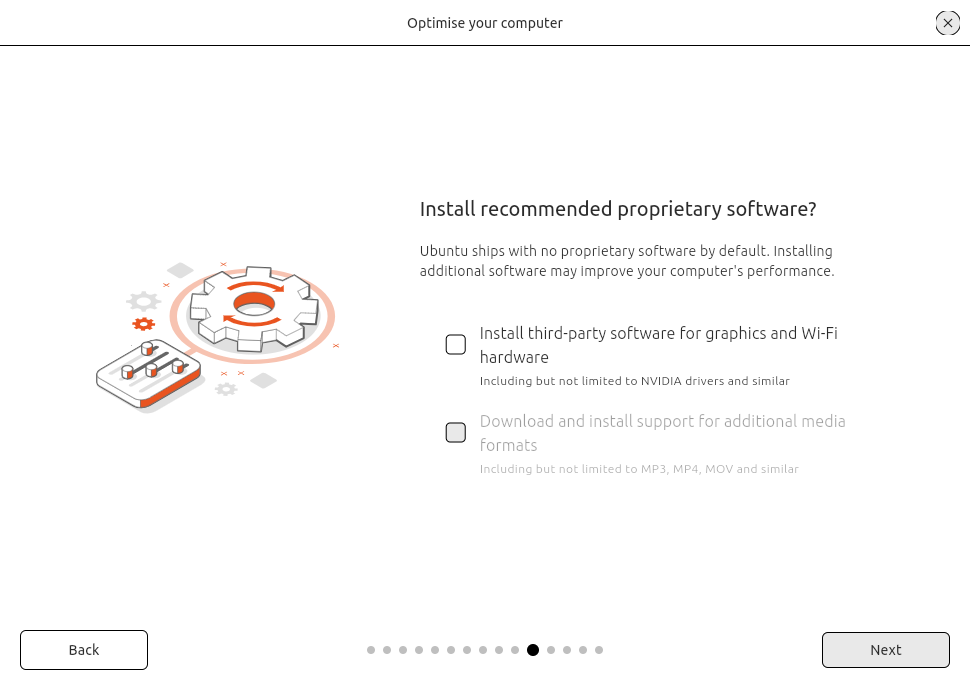 Optimise your computer
Install recommended proprietary software?
Ubuntu ships with no proprietary software by default. Installing
additional software may improve your computer's performance.
Install third-party software for graphics and Wi-Fi
hardware
Including but not limited to NVIDIA drivers and similar
Download and install support for additional media
formats
Including but not limited to MP3, MP4, MOV and similar
Back
Next